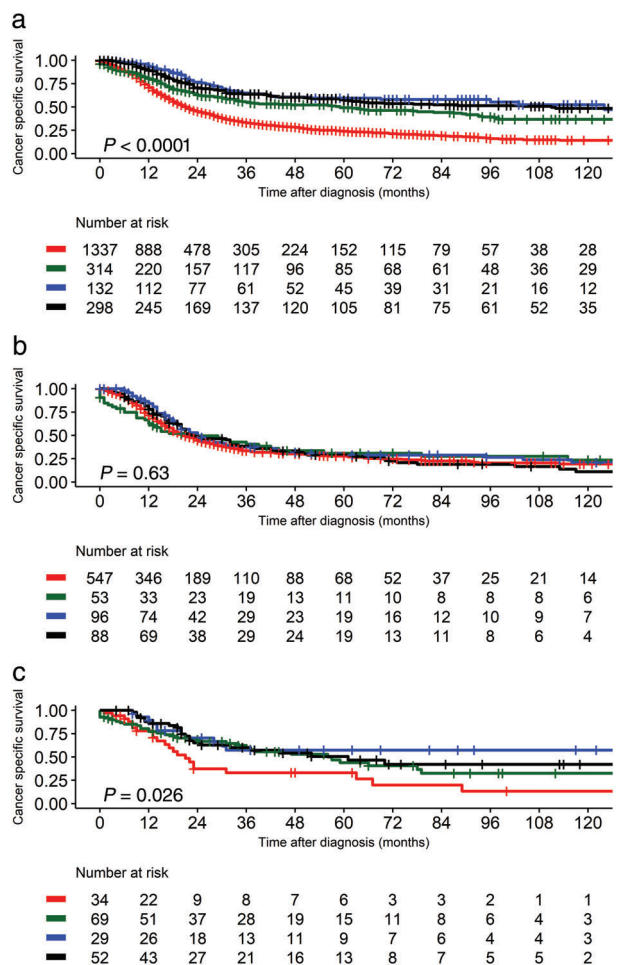 a
Cancer specific survival
1.00
0.75
0.50
0.25
0.00
P < 0.0001
0 12 24 36 48 60 72 84 96 108 120
Time after diagnosis (months)
Number at risk
1337 888 478 305 224 152 115 79 57 38 28
314 220 157 117 96 85 68 61 48 36 29
132 112 77 61 52 45 39 31 21 16 12
298 245 169 137 120 105 81 75 61 52 35
b
Cancer specific survival
1.00
0.75
0.50
0.25
0.00
P = 0.63
0 12 24 36 48 60 72 84 96 108 120
Time after diagnosis (months)
Number at risk
547 346 189 110 88 68 52 37 25 21 14
53 33 23 19 13 11 10 8 8 8 6
96 74 42 29 23 19 16 12 10 9 7
88 69 38 29 24 19 13 11 8 6 4
c
Cancer specific survival
1.00
0.75
0.50
0.25
0.00
P = 0.026
0 12 24 36 48 60 72 84 96 108 120
Time after diagnosis (months)
Number at risk
34 22 9 8 7 6 3 3 2 1 1
69 51 37 28 19 15 11 8 6 4 3
29 26 18 13 11 9 7 6 4 4 3
52 43 27 21 16 13 8 7 5 5 2